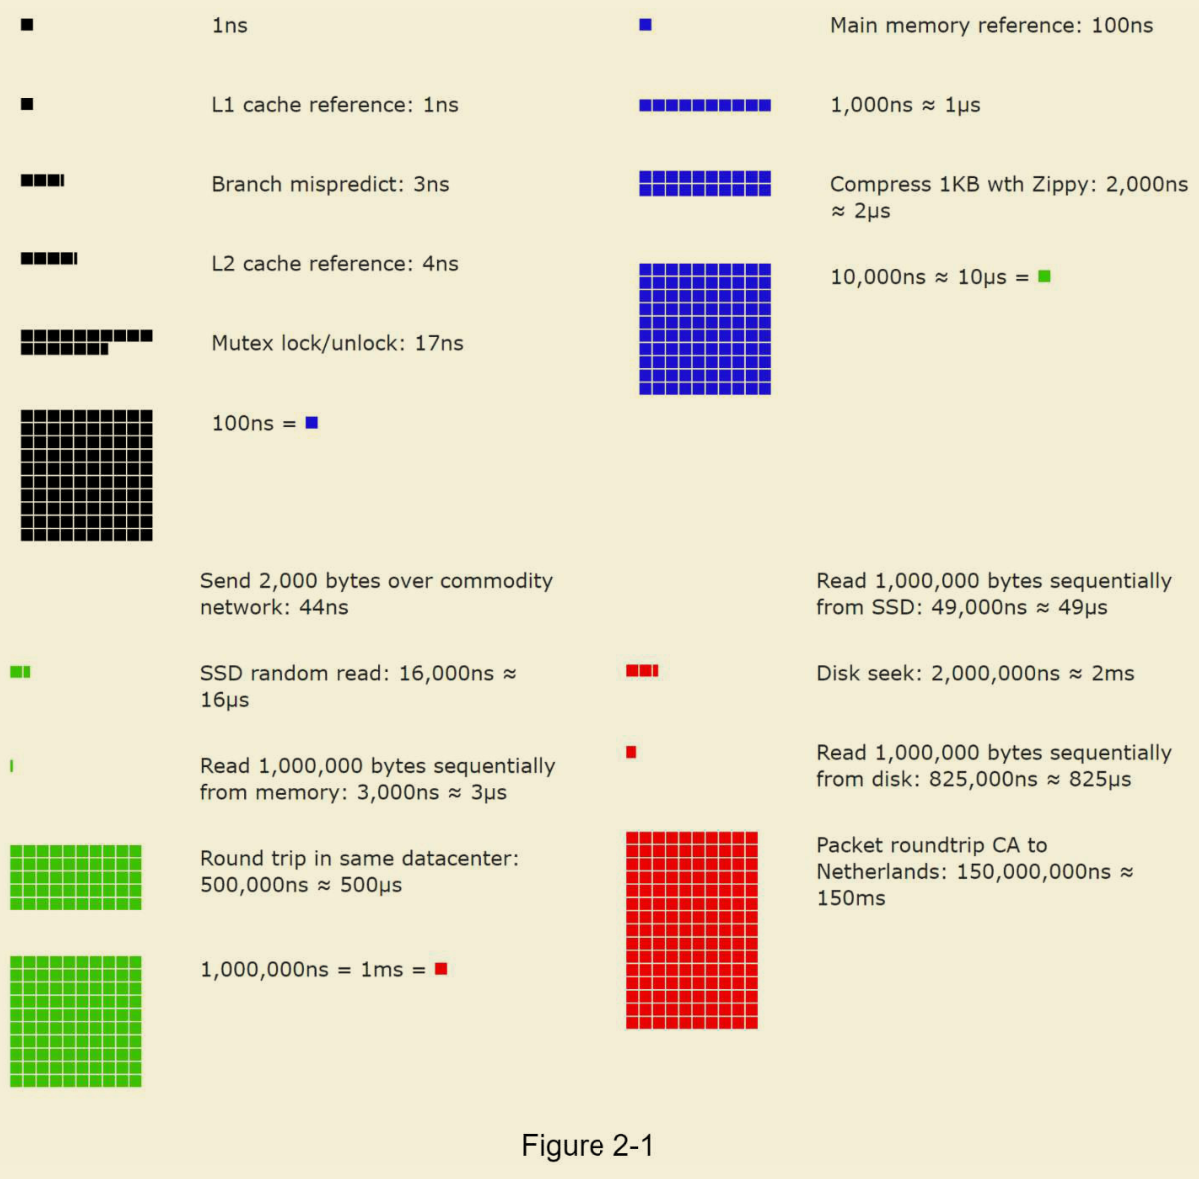 1ns
L1 cache reference: 1ns
Branch mispredict: 3ns
L2 cache reference: 4ns
Mutex lock/unlock: 17ns
100ns =
Main memory reference: 100ns
1,000ns ≈ 1μs
Compress 1KB wth Zippy: 2,000ns
≈ 2μs
10,000ns ≈ 10μs =
Send 2,000 bytes over commodity
network: 44ns
SSD random read: 16,000ns ≈
16μs
Read 1,000,000 bytes sequentially
from memory: 3,000ns ≈ 3μs
Round trip in same datacenter:
500,000ns ≈ 500μs
1,000,000ns = 1ms =
Read 1,000,000 bytes sequentially
from SSD: 49,000ns ≈ 49μs
Disk seek: 2,000,000ns ≈ 2ms
Read 1,000,000 bytes sequentially
from disk: 825,000ns ≈ 825μs
Packet roundtrip CA to
Netherlands: 150,000,000ns ≈
150ms
Figure 2-1